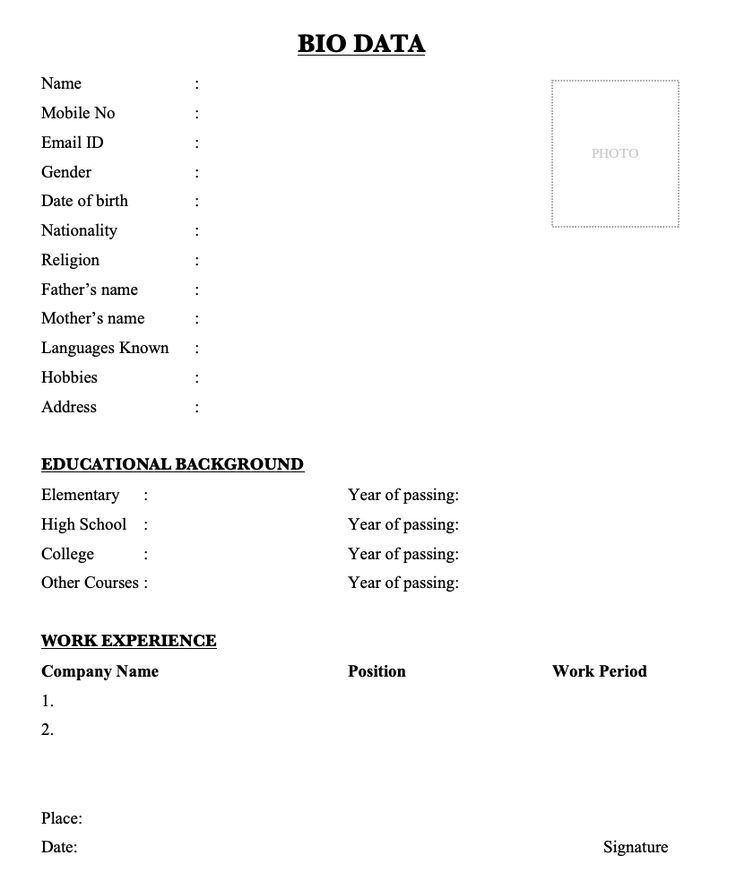 BIO DATA
Name :
Mobile No :
Email ID :
PHOTO
Gender :
Date of birth :
Nationality :
Religion :
Father’s name :
Mother’s name :
Languages Known :
Hobbies :
Address :
EDUCATIONAL BACKGROUND
Elementary : Year of passing:
High School : Year of passing:
College : Year of passing:
Other Courses : Year of passing:
WORK EXPERIENCE
Company Name Position Work Period
1.
2.
Place:
Date: Signature